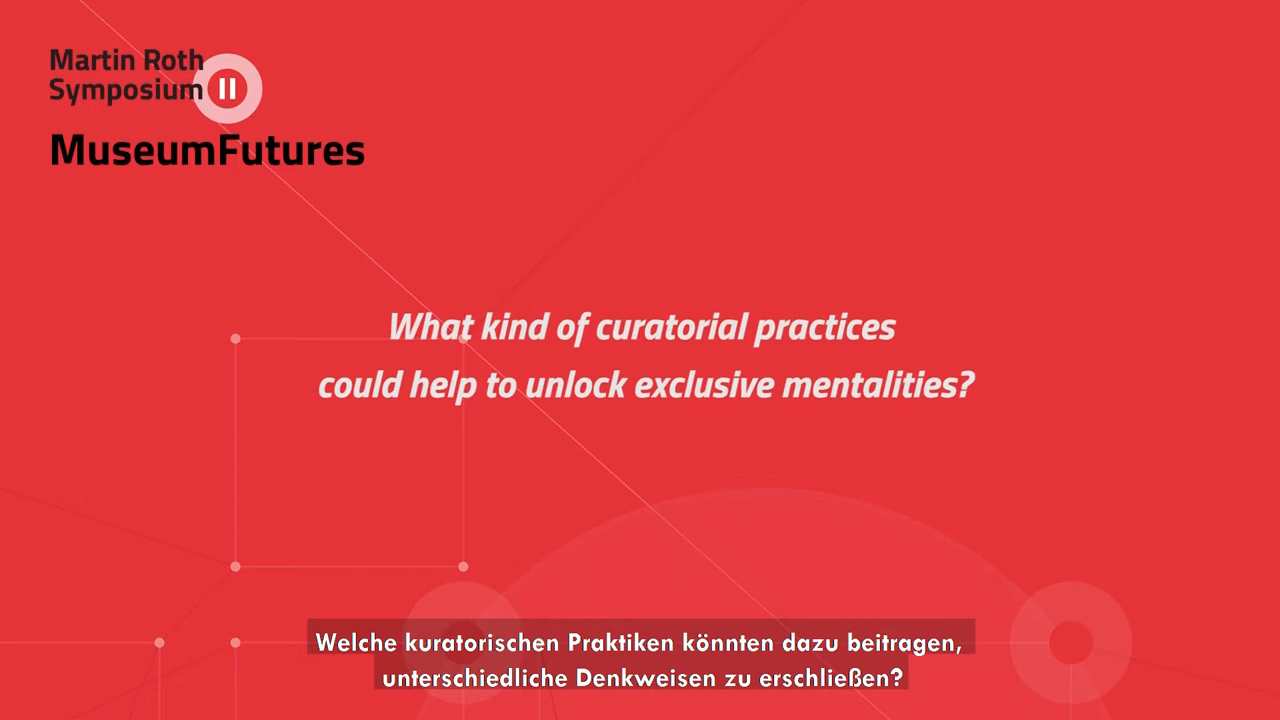 Martin Roth
Symposium II
MuseumFutures
What kind of curatorial practices
could help to unlock exclusive mentalities?
Welche kuratorischen Praktiken könnten dazu beitragen,
unterschiedliche Denkweisen zu erschließen?